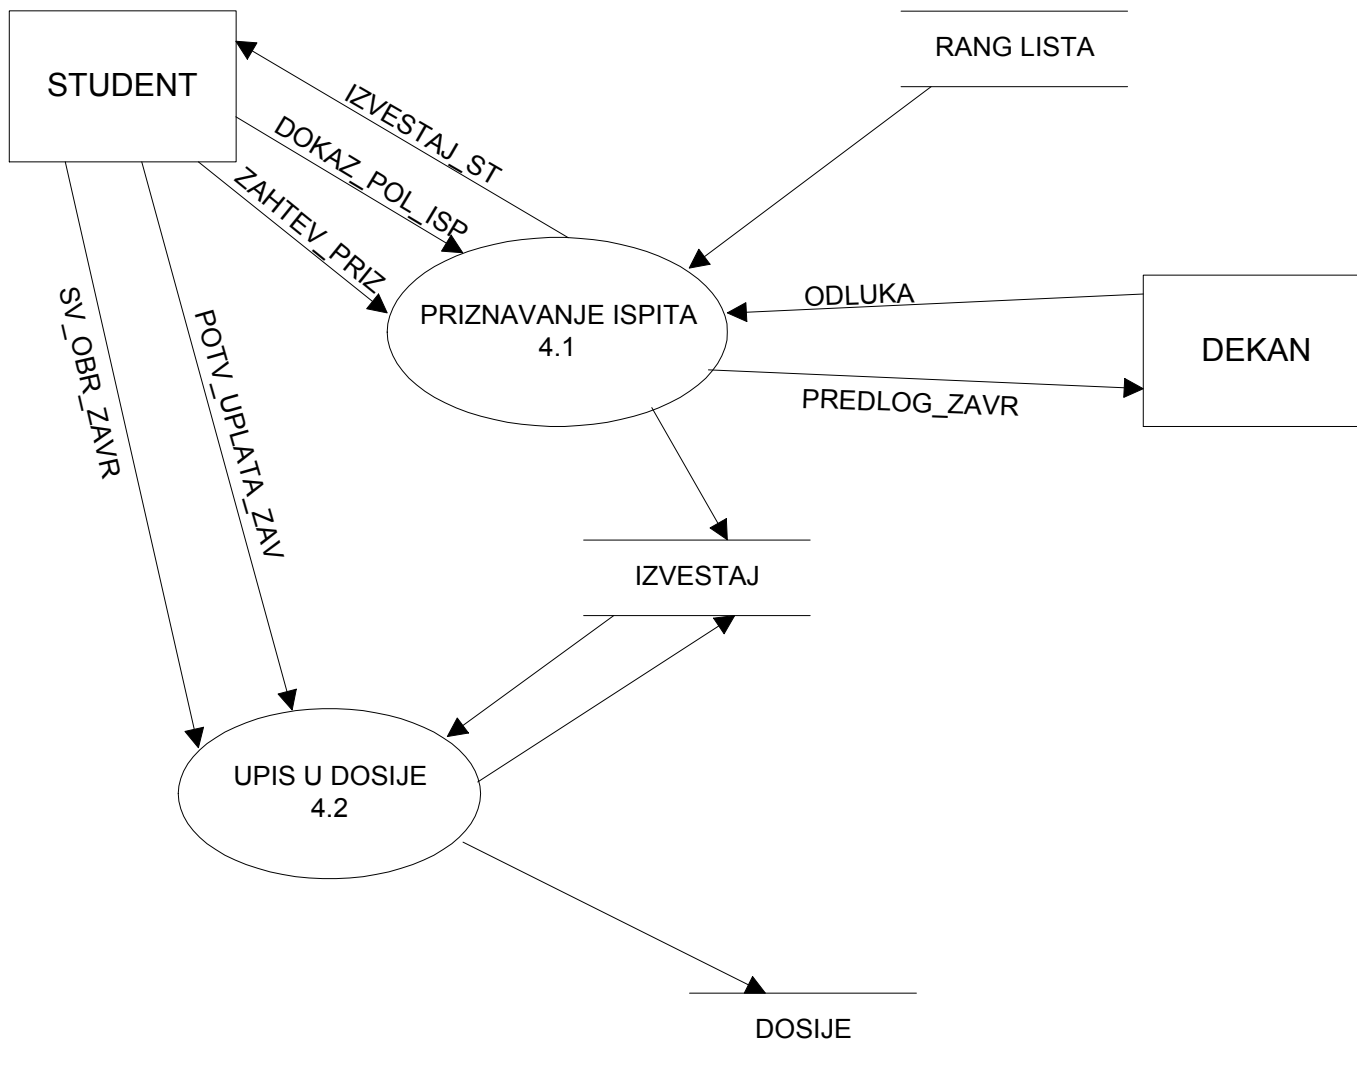 STUDENT
RANG LISTA
IZVESTAJ_ST
DOKAZ_POL_ISP
ZAHTEV_PRIZ
SV_OBR_ZAVR
POTV_UPLATA_ZAV
PRIZNAVANJE ISPITA
4.1
ODLUKA
DEKAN
PREDLOG_ZAVR
IZVESTAJ
UPIS U DOSIJE
4.2
DOSIJE